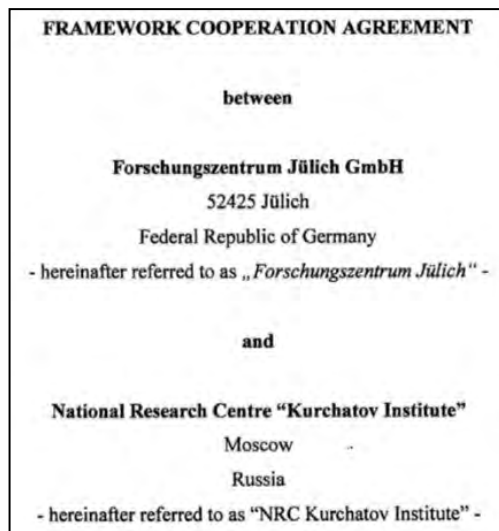 FRAMEWORK COOPERATION AGREEMENT
between
Forschungszentrum Jülich GmbH
52425 Jülich
Federal Republic of Germany
- hereinafter referred to as „Forschungszentrum Jülich“ -
and
National Research Centre “Kurchatov Institute”
Moscow
Russia
- hereinafter referred to as “NRC Kurchatov Institute” -